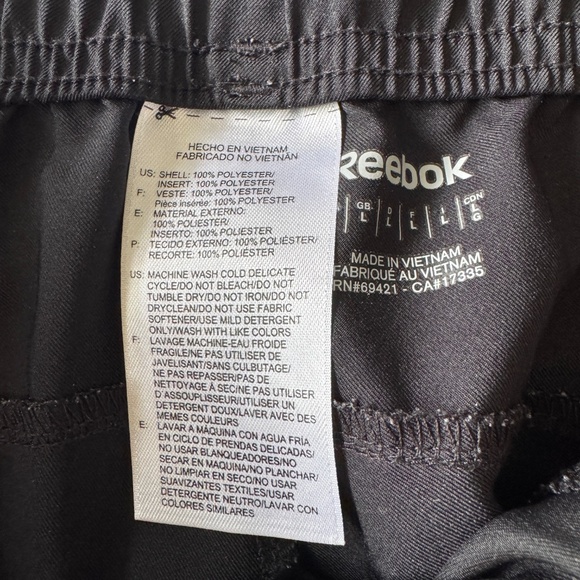 HECHO EN VIETNAM
FABRICADO NO VIETNÃN
US: SHELL: 100% POLYESTER/
INSERT: 100% POLYESTER/
F: VESTE: 100% POLYESTER/
Pièce insérée: 100% POLYESTER/
E: MATERIAL EXTERNO:
100% POLYESTER/
INSERTO: 100% POLIESTER/
P: TECIDO EXTERNO: 100% POLIÉSTER/
RECORTE: 100% POLIÉSTER/
US: MACHINE WASH COLD DELICATE
CYCLE/DO NOT BLEACH/DO NOT
TUMBLE DRY/DO NOT IRON/DO NOT
DRYCLEAN/DO NOT USE FABRIC
SOFTENER/USE MILD DETERGENT
ONLY/WASH WITH LIKE COLORS
F: LAVAGE MACHINE-EAU FROIDE
FRAGILE/NE PAS UTILISER DE
JAVELISANT/SANS CULBUTAGE/
NE PAS REPASSER/PAS DE
NETTOYAGE À SEC/NE PAS UTILISER
D'ASSOUPLISSEUR/UTILISER UN
DETERGENT DOUX/LAVER AVEC DES
MEMES COULEURS
E: LAVAR A MÁQUINA CON AGUA FRÍA
EN CICLO DE PRENDAS DELICADAS/
NO USAR BLANQUEADORES/NO
SECAR EN MAQUINA/NO PLANCHAR/
NO LIMPIAR EN SECO/NO USAR
SUAVIZANTES TEXTILES/USAR
DETERGENTE NEUTRO/LAVAR CON
COLORES SIMILARES
Reebok
GB D F I CDN
L L L L G
MADE IN VIETNAM
FABRIQUÉ AU VIETNAM
RN#69421 - CA#17335